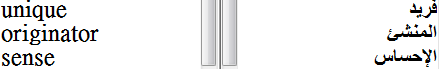 unique فريد
originator المنشئ
sense الإحساس